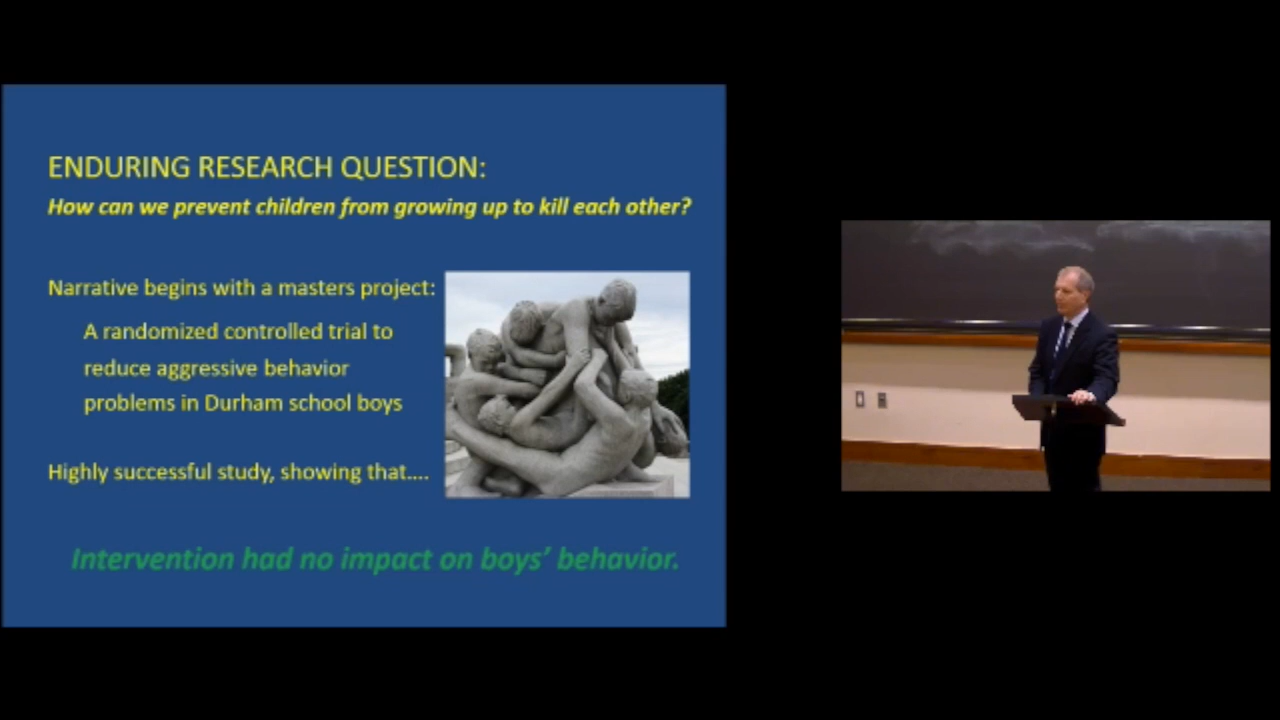 ENDURING RESEARCH QUESTION:
How can we prevent children from growing up to kill each other?
Narrative begins with a masters project:
A randomized controlled trial to
reduce aggressive behavior
problems in Durham school boys
Highly successful study, showing that....
Intervention had no impact on boys’ behavior.